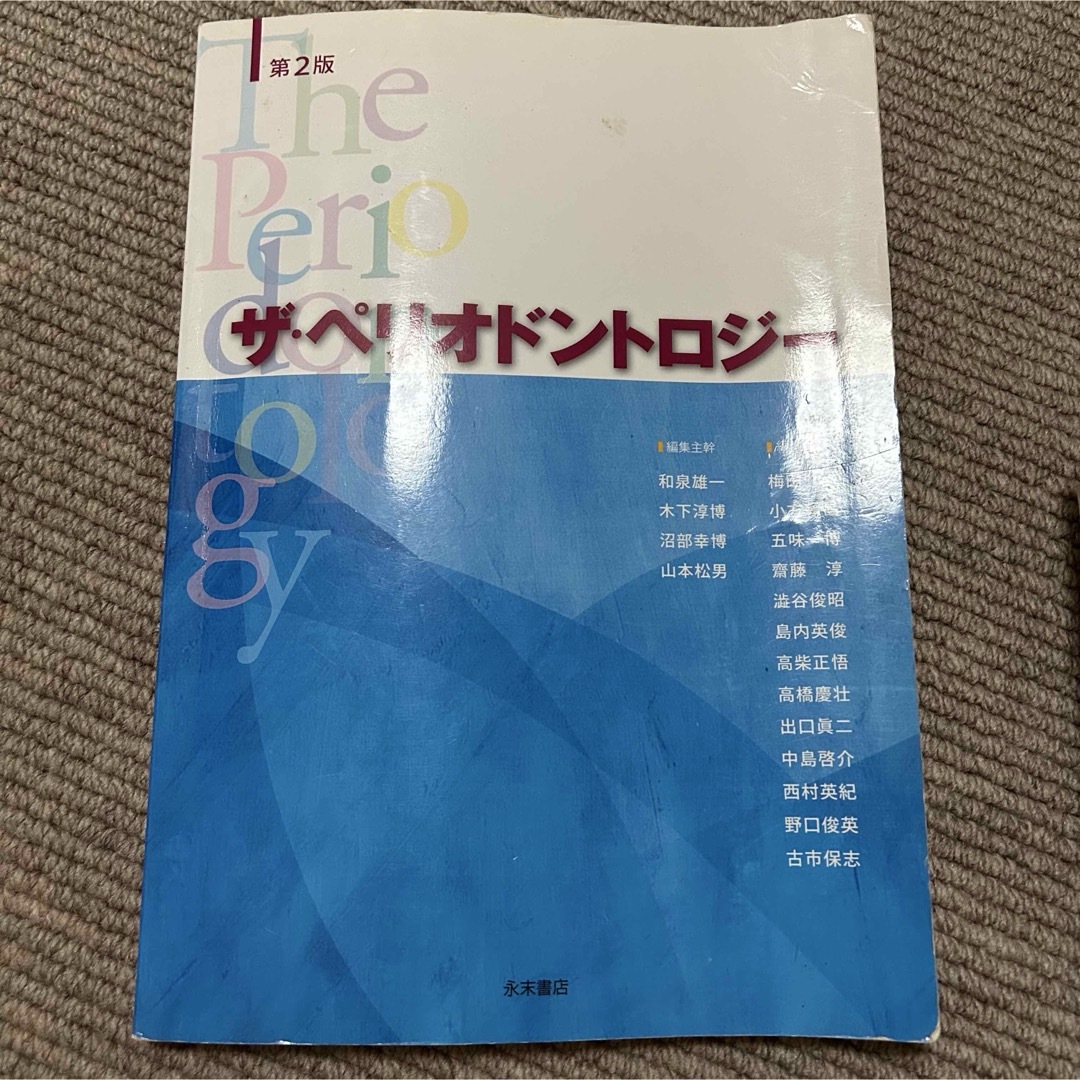 第2版
The
Perio
don
tolo
gy
ザ・ペリオドントロジー
編集主幹
和泉雄一
木下淳博
沼部幸博
山本松男
五味一博
齋藤 淳
澁谷俊昭
島内英俊
高柴正悟
高橋慶壮
出口眞二
中島啓介
西村英紀
野口俊英
古市保志
永末書店